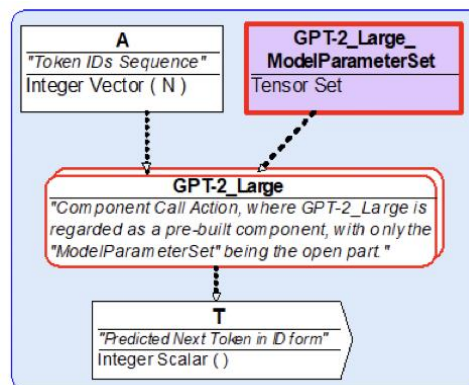 A
"Token IDs Sequence"
Integer Vector ( N )
GPT-2_Large_
ModelParameterSet
Tensor Set
GPT-2_Large
"Component Call Action, where GPT-2_Large is
regarded as a pre-built component, with only the
"ModelParameterSet" being the open part."
T
"Predicted Next Token in ID form"
Integer Scalar ( )